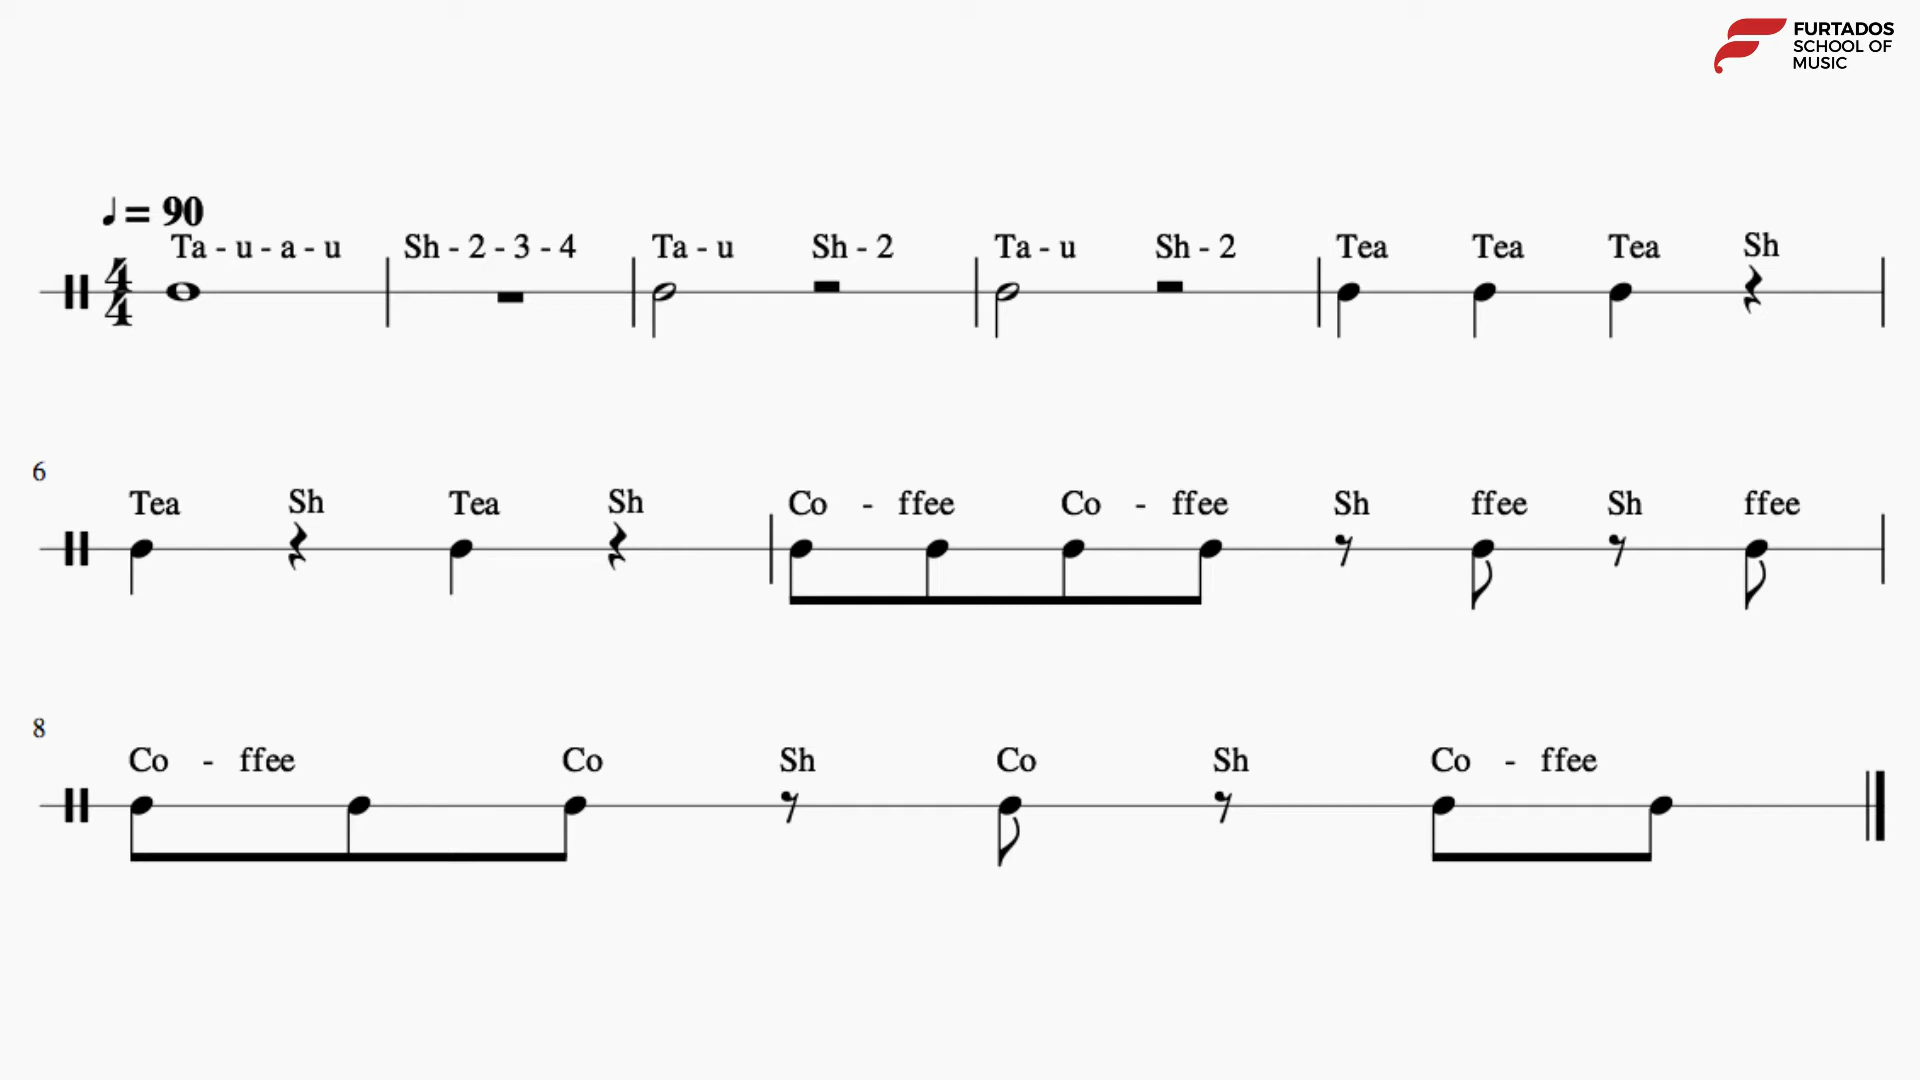 FURTADOS
SCHOOL OF
MUSIC
♩ = 90
Ta - u - a - u Sh - 2 - 3 - 4 Ta - u Sh - 2 Ta - u Sh - 2 Tea Tea Tea Sh
4
4
6
Tea Sh Tea Sh Co - ffee Co - ffee Sh ffee Sh ffee
8
Co - ffee Co Sh Co Sh Co - ffee